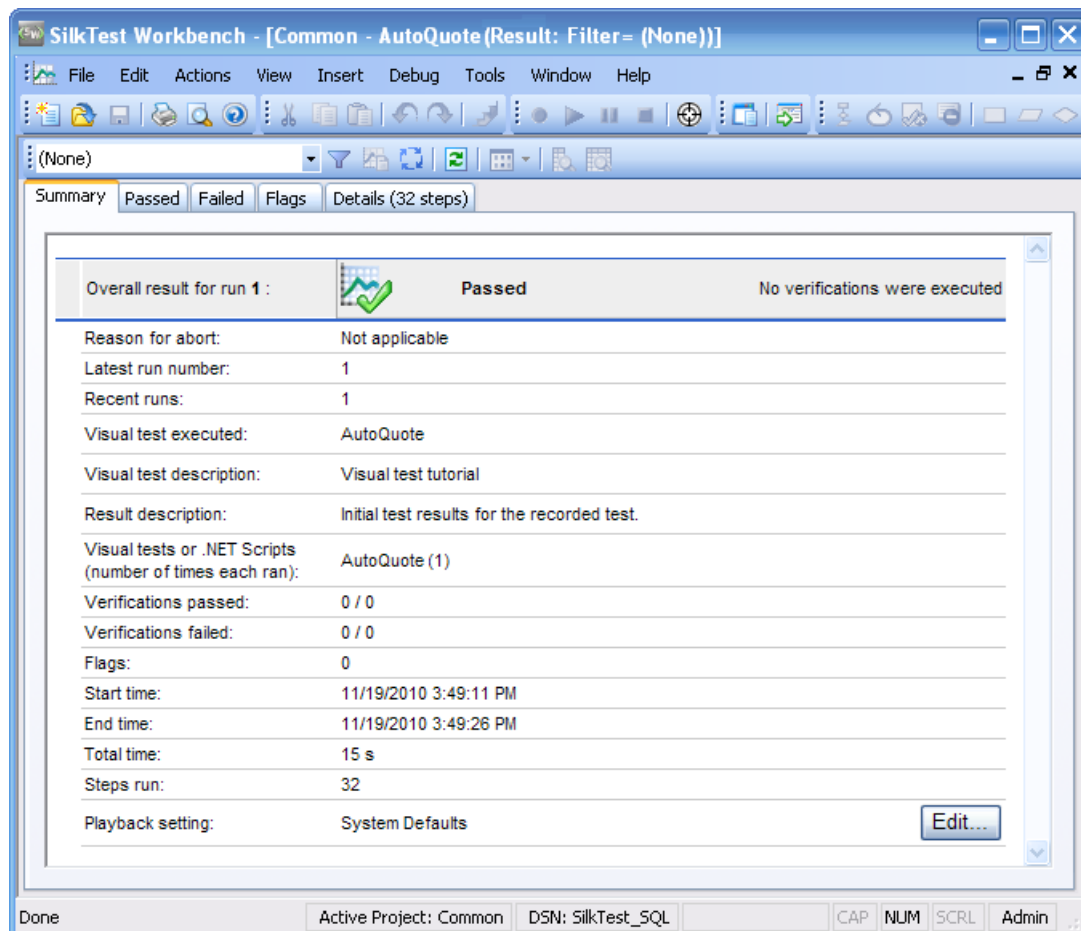 SilkTest Workbench - [Common - AutoQuote(Result: Filter= (None))]
File Edit Actions View Insert Debug Tools Window Help
(None)
Summary Passed Failed Flags Details (32 steps)
Overall result for run 1 : Passed No verifications were executed
Reason for abort: Not applicable
Latest run number: 1
Recent runs: 1
Visual test executed: AutoQuote
Visual test description: Visual test tutorial
Result description: Initial test results for the recorded test.
Visual tests or .NET Scripts
(number of times each ran): AutoQuote (1)
Verifications passed: 0 / 0
Verifications failed: 0 / 0
Flags: 0
Start time: 11/19/2010 3:49:11 PM
End time: 11/19/2010 3:49:26 PM
Total time: 15 s
Steps run: 32
Playback setting: System Defaults Edit...
Done Active Project: Common DSN: SilkTest_SQL CAP NUM SCRL Admin